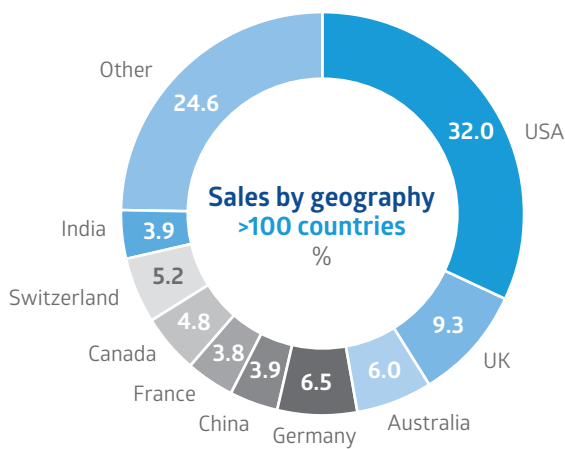 Sales by geography
>100 countries
%
USA
32.0
UK
9.3
Australia
6.0
Germany
6.5
China
3.9
France
3.8
Canada
4.8
Switzerland
5.2
India
3.9
Other
24.6